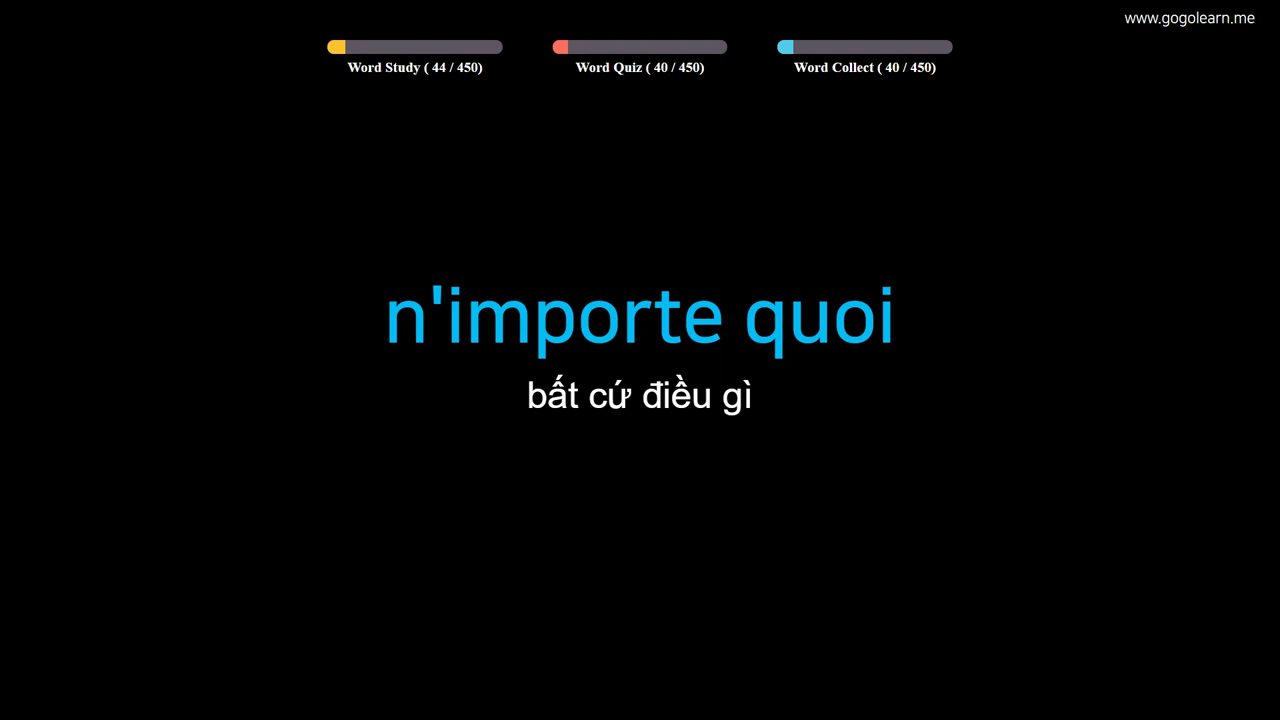 www.gogolearn.me
Word Study ( 44 / 450)
Word Quiz ( 40 / 450)
Word Collect ( 40 / 450)
n'importe quoi
bất cứ điều gì